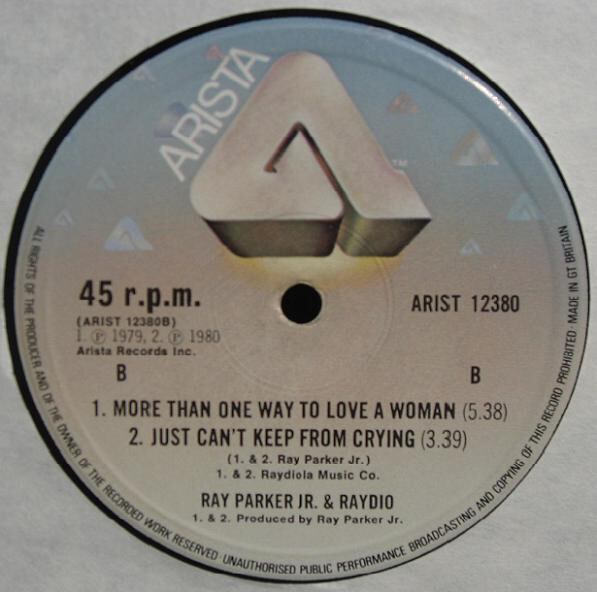 ARISTA
TM
45 r.p.m.
(ARIST 12380B)
1. ℗ 1979, 2. ℗ 1980
Arista Records Inc.
ARIST 12380
B
B
1. MORE THAN ONE WAY TO LOVE A WOMAN (5.38)
2. JUST CAN'T KEEP FROM CRYING (3.39)
(1. & 2. Ray Parker Jr.)
1. & 2. Raydiola Music Co.
RAY PARKER JR. & RAYDIO
1. & 2. Produced by Ray Parker Jr.
ALL RIGHTS OF THE PRODUCER AND OF THE OWNER OF THE RECORDED WORK RESERVED · UNAUTHORISED PUBLIC PERFORMANCE BROADCASTING AND COPYING OF THIS RECORD PROHIBITED · MADE IN GT BRITAIN